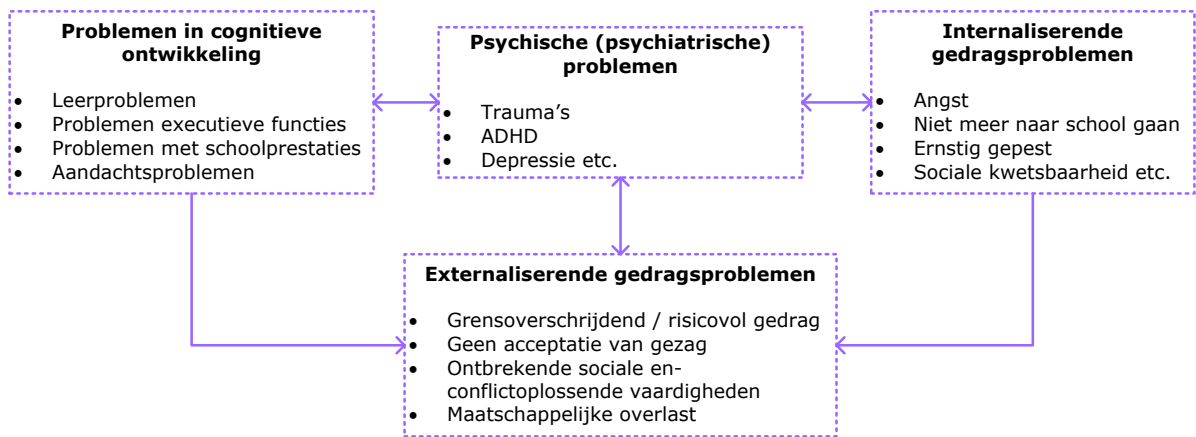 Problemen in cognitieve
ontwikkeling
• Leerproblemen
• Problemen executieve functies
• Problemen met schoolprestaties
• Aandachtsproblemen
Psychische (psychiatrische)
problemen
• Trauma's
• ADHD
• Depressie etc.
Internaliserende
gedragsproblemen
• Angst
• Niet meer naar school gaan
• Ernstig gepest
• Sociale kwetsbaarheid etc.
Externaliserende gedragsproblemen
• Grensoverschrijdend / risicovol gedrag
• Geen acceptatie van gezag
• Ontbrekende sociale en-
conflictoplossende vaardigheden
• Maatschappelijke overlast